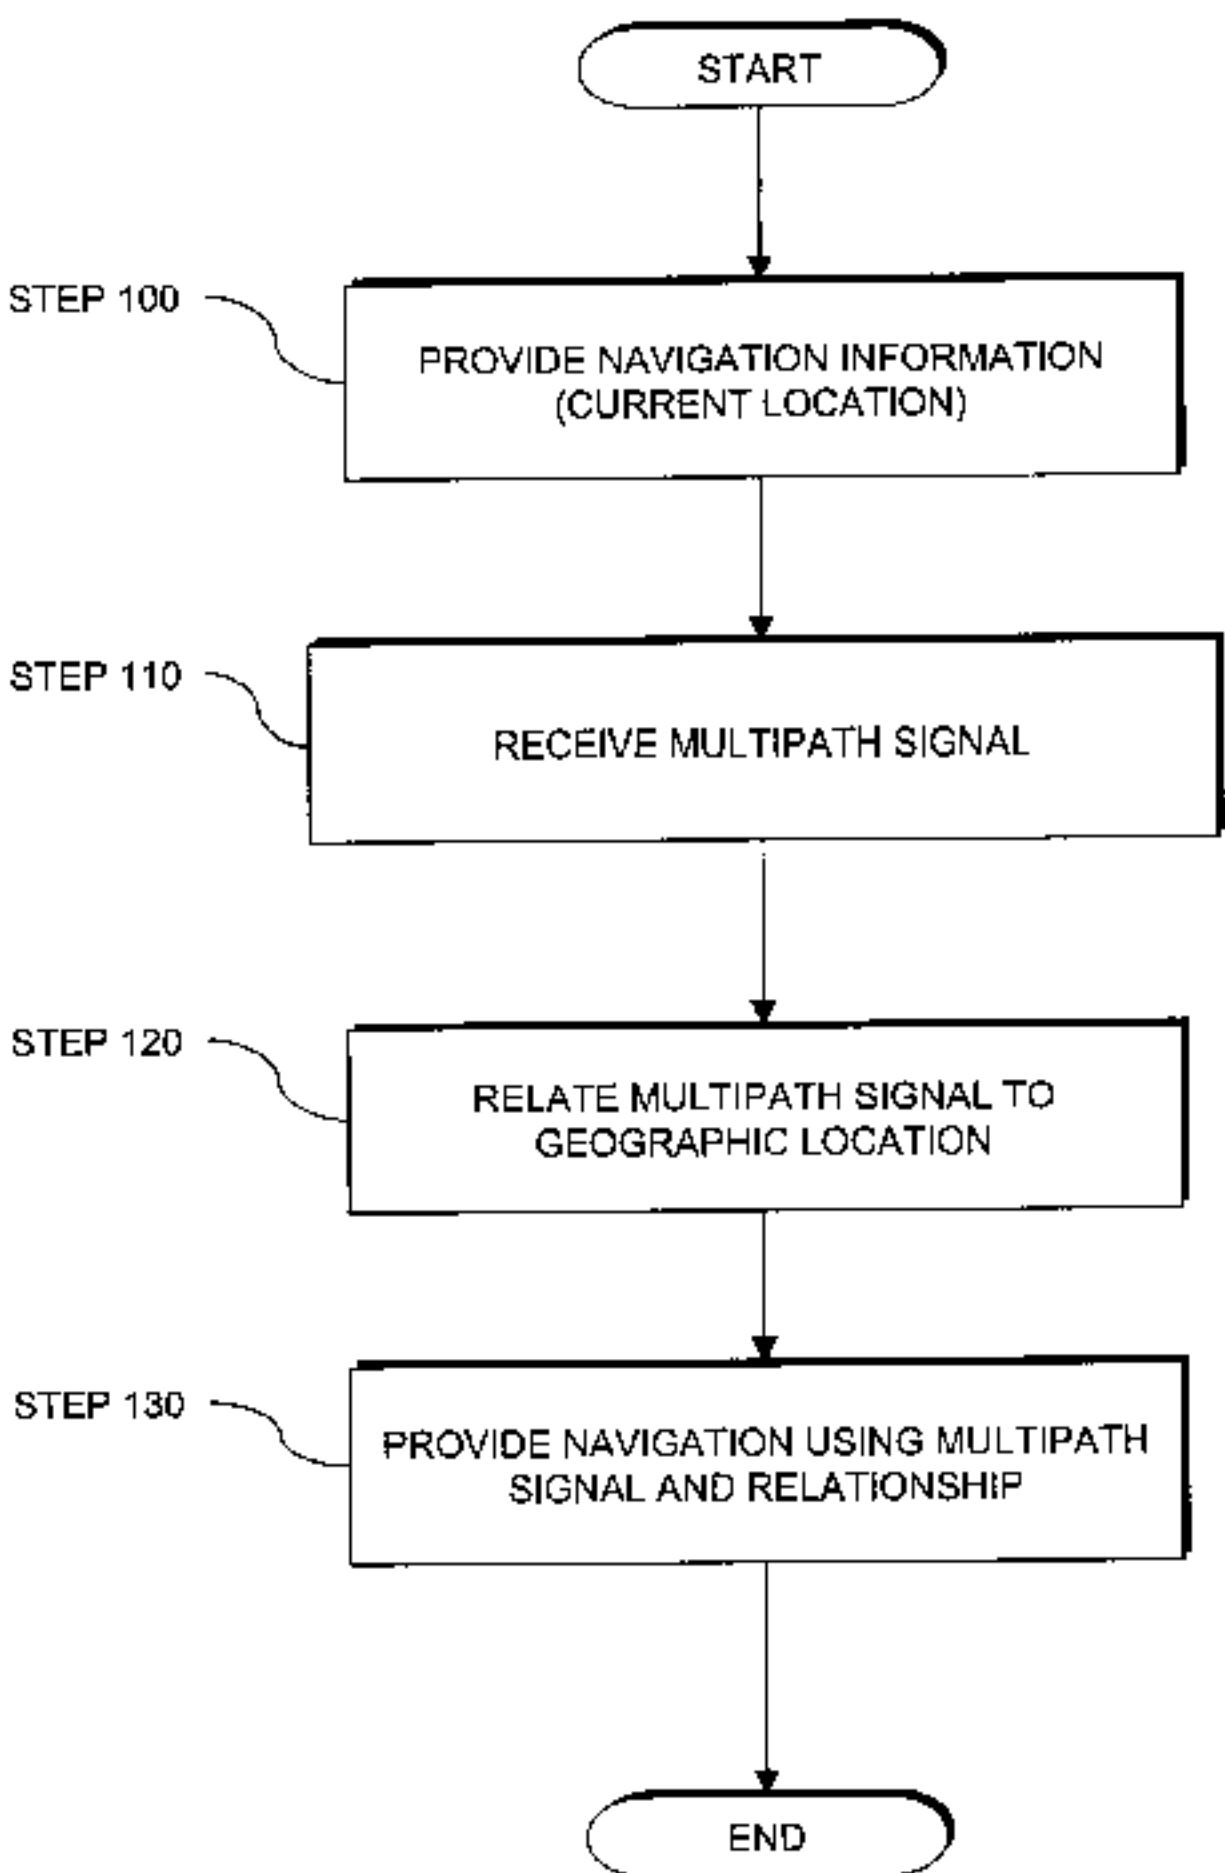 START
STEP 100
PROVIDE NAVIGATION INFORMATION
(CURRENT LOCATION)
STEP 110
RECEIVE MULTIPATH SIGNAL
STEP 120
RELATE MULTIPATH SIGNAL TO
GEOGRAPHIC LOCATION
STEP 130
PROVIDE NAVIGATION USING MULTIPATH
SIGNAL AND RELATIONSHIP
END